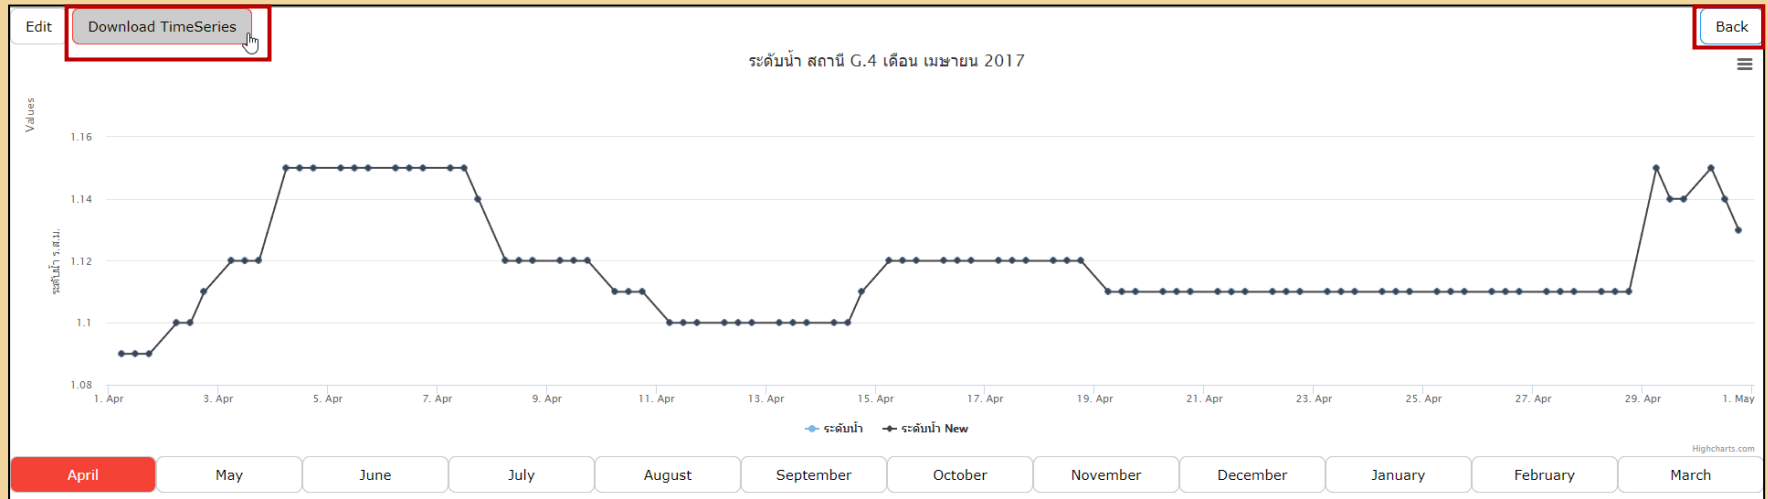 Edit
Download TimeSeries
Back
ระดับน้ำ สถานี G.4 เดือน เมษายน 2017
Values
ระดับน้ำ ร.ส.ม.
1.16
1.14
1.12
1.1
1.08
1. Apr
3. Apr
5. Apr
7. Apr
9. Apr
11. Apr
13. Apr
15. Apr
17. Apr
19. Apr
21. Apr
23. Apr
25. Apr
27. Apr
29. Apr
1. May
ระดับน้ำ
ระดับน้ำ New
Highcharts.com
April
May
June
July
August
September
October
November
December
January
February
March